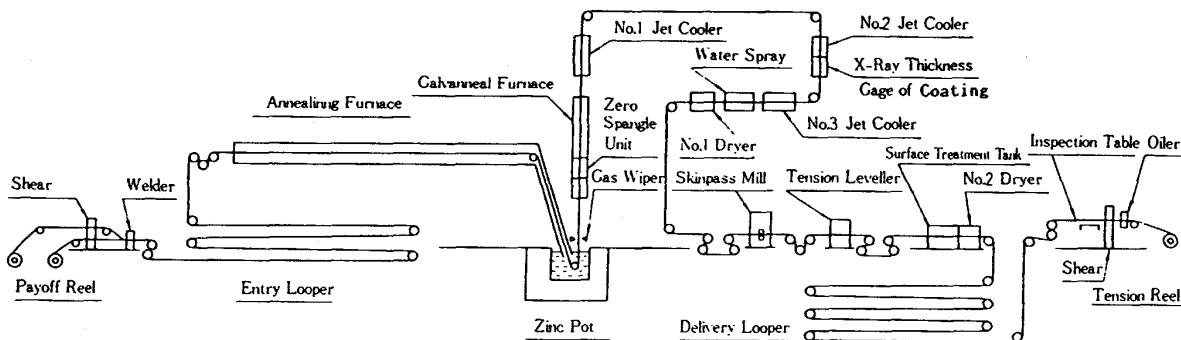 No.1 Jet Cooler
No.2 Jet Cooler
Water Spray
X-Ray Thickness
Gage of Coating
Galvanneal Furnace
Annealining Furnace
Zero
Spangle
Unit
No.3 Jet Cooler
No.1 Dryer
Surface Treatment Tank
Inspection Table
Oiler
Shear
Welder
Gas Wiper
Skinpass Mill
Tension Leveller
No.2 Dryer
Payoff Reel
Entry Looper
Shear
Tension Reel
Zinc Pot
Delivery Looper